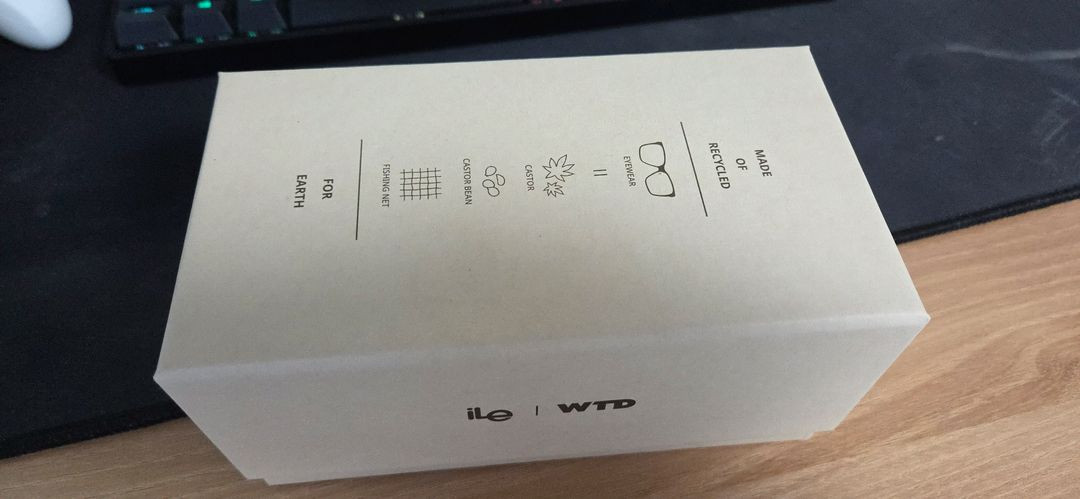 MADE
OF
RECYCLED
EYEWEAR
=
CASTOR
CASTOR BEAN
FISHING NET
FOR
EARTH
iLe | WTD